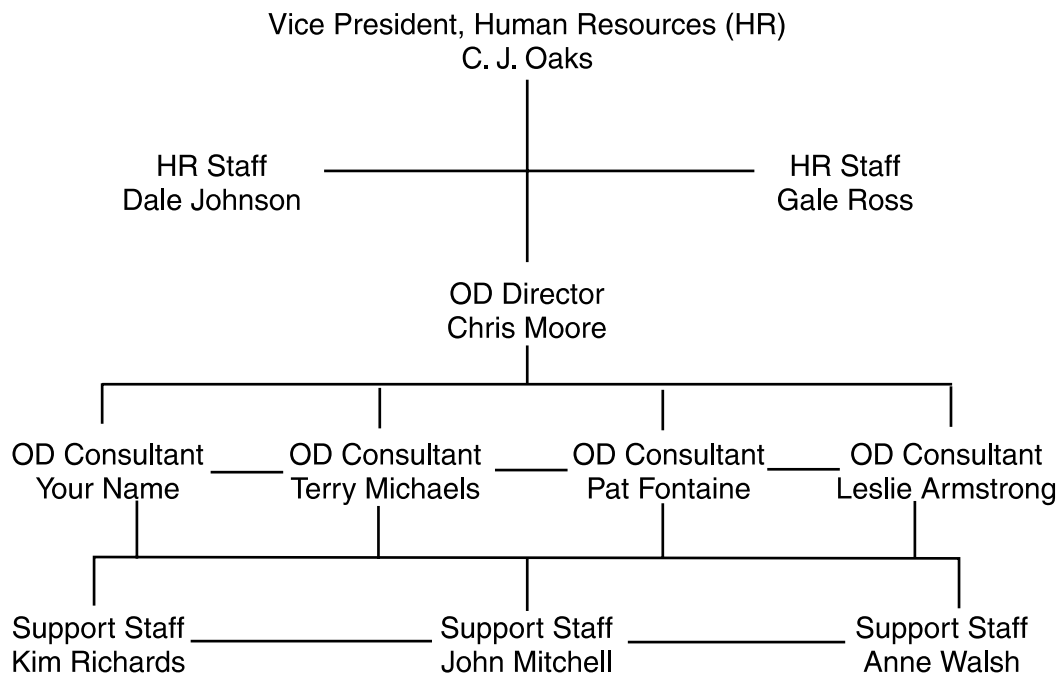 Vice President, Human Resources (HR)
C. J. Oaks
HR Staff
Dale Johnson
HR Staff
Gale Ross
OD Director
Chris Moore
OD Consultant
Your Name
OD Consultant
Terry Michaels
OD Consultant
Pat Fontaine
OD Consultant
Leslie Armstrong
Support Staff
Kim Richards
Support Staff
John Mitchell
Support Staff
Anne Walsh